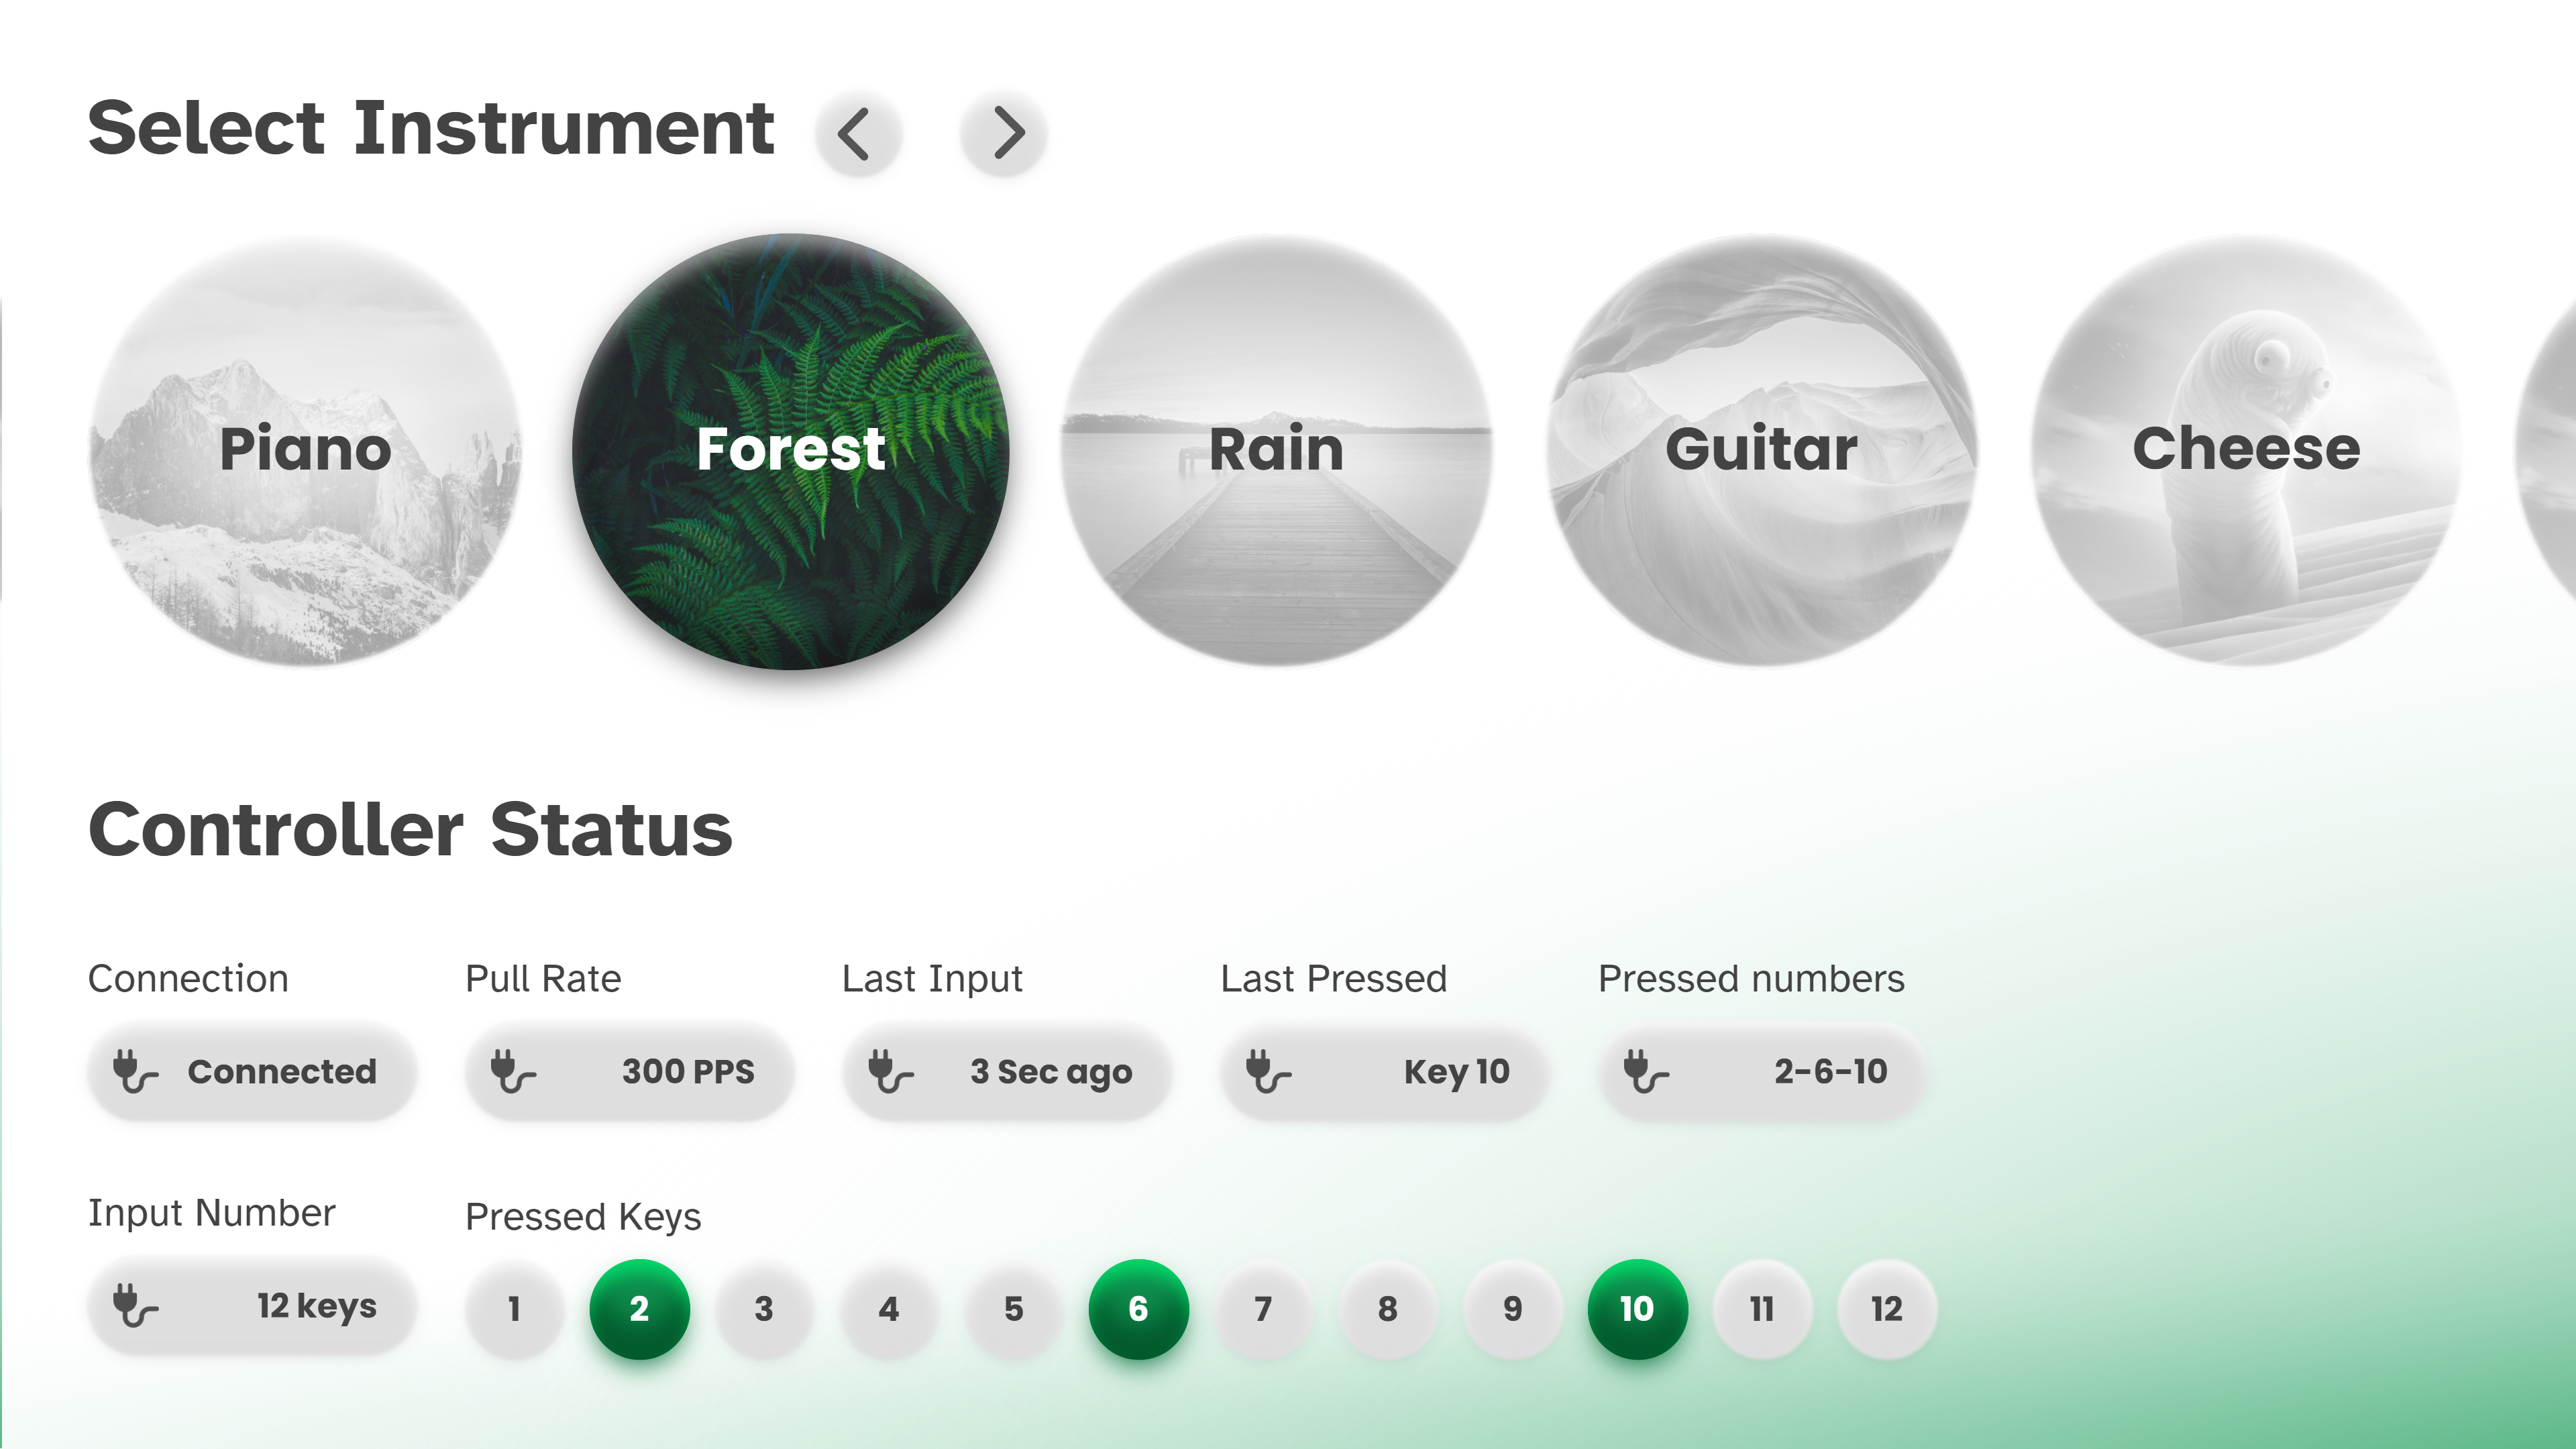 Select Instrument
Piano
Forest
Rain
Guitar
Cheese
Controller Status
Connection
Pull Rate
Last Input
Last Pressed
Pressed numbers
Connected
300 PPS
3 Sec ago
Key 10
2-6-10
Input Number
Pressed Keys
12 keys
1 2 3 4 5 6 7 8 9 10 11 12